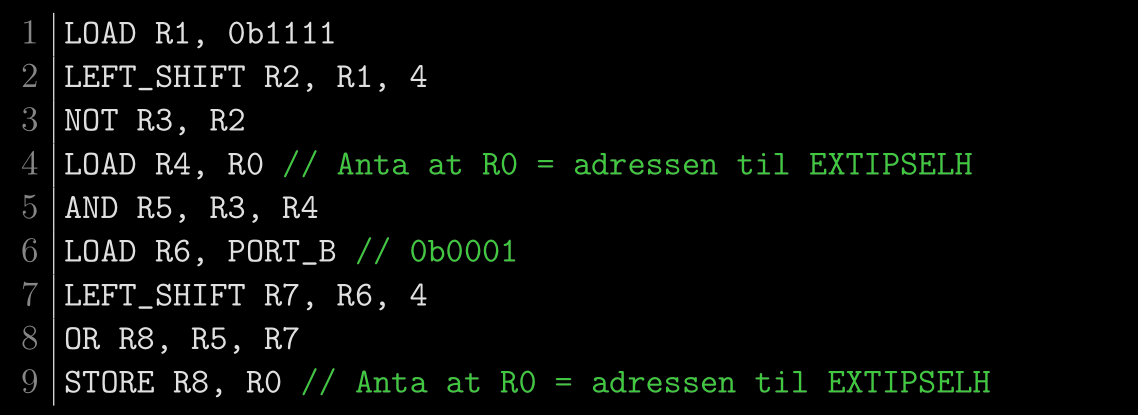 1 LOAD R1, 0b1111
2 LEFT_SHIFT R2, R1, 4
3 NOT R3, R2
4 LOAD R4, R0 // Anta at R0 = adressen til EXTIPSELH
5 AND R5, R3, R4
6 LOAD R6, PORT_B // 0b0001
7 LEFT_SHIFT R7, R6, 4
8 OR R8, R5, R7
9 STORE R8, R0 // Anta at R0 = adressen til EXTIPSELH